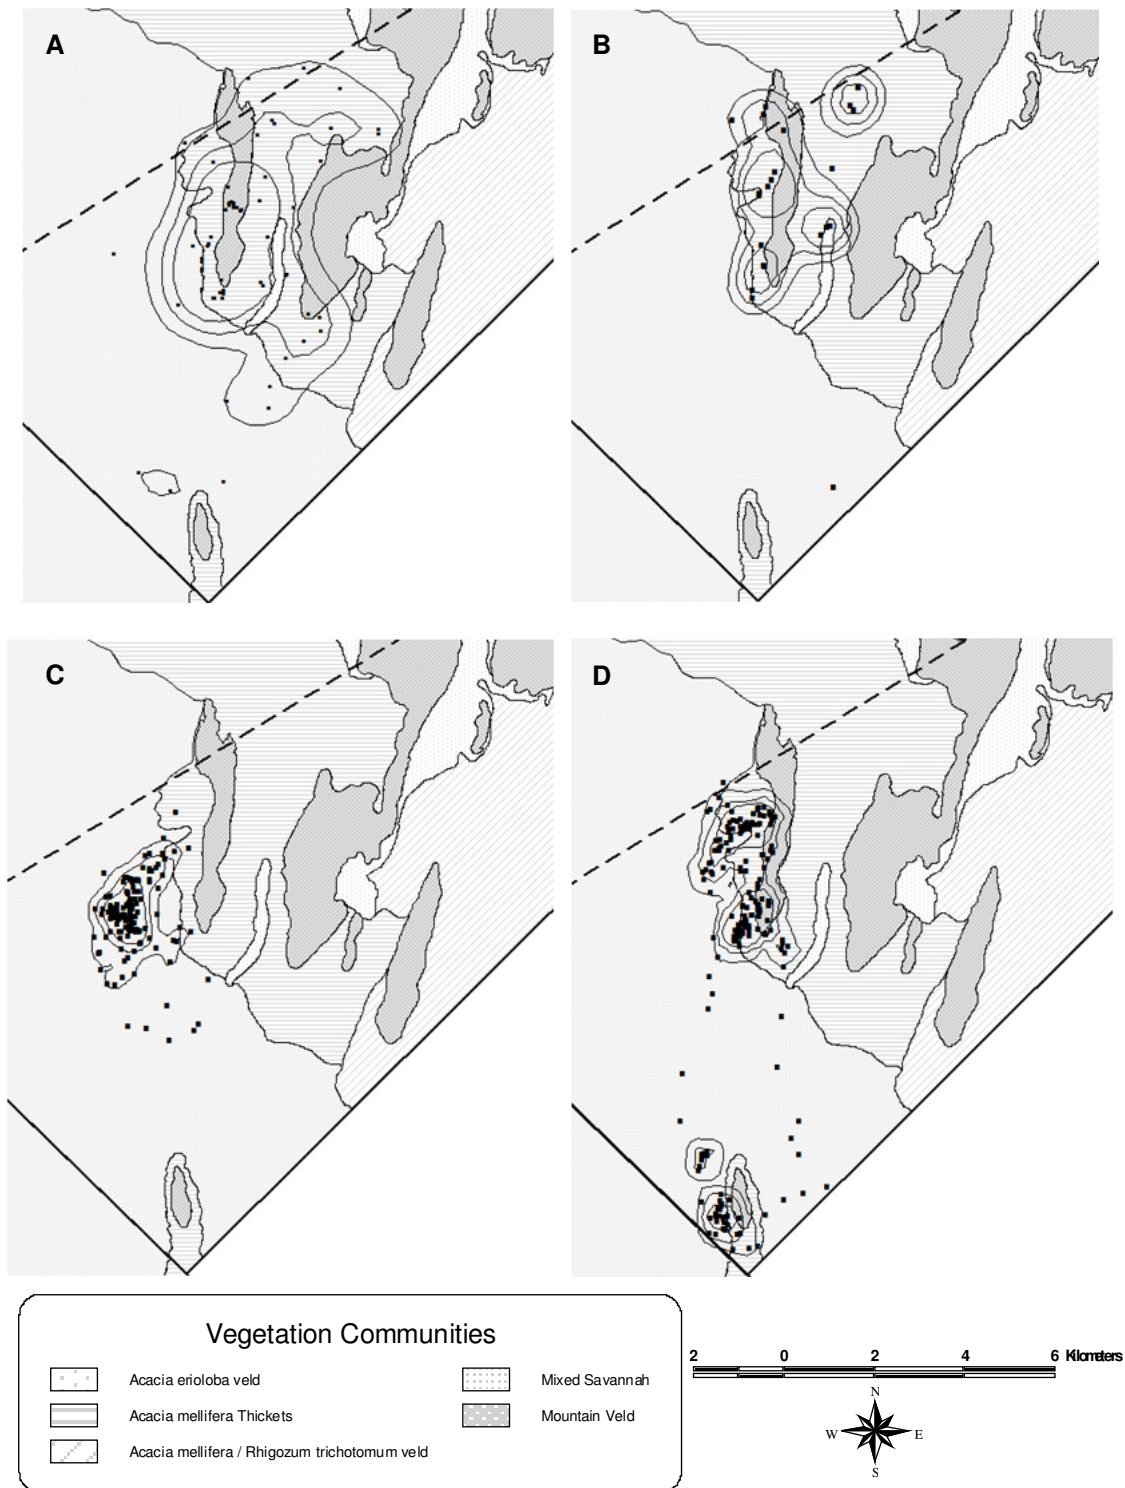 A
B
C
D
Vegetation Communities
Acacia erioloba veld
Mixed Savannah
Acacia mellifera Thickets
Mountain Veld
Acacia mellifera / Rhigozum trichotomum veld
2 0 2 4 6 Kilometers
N
W E
S